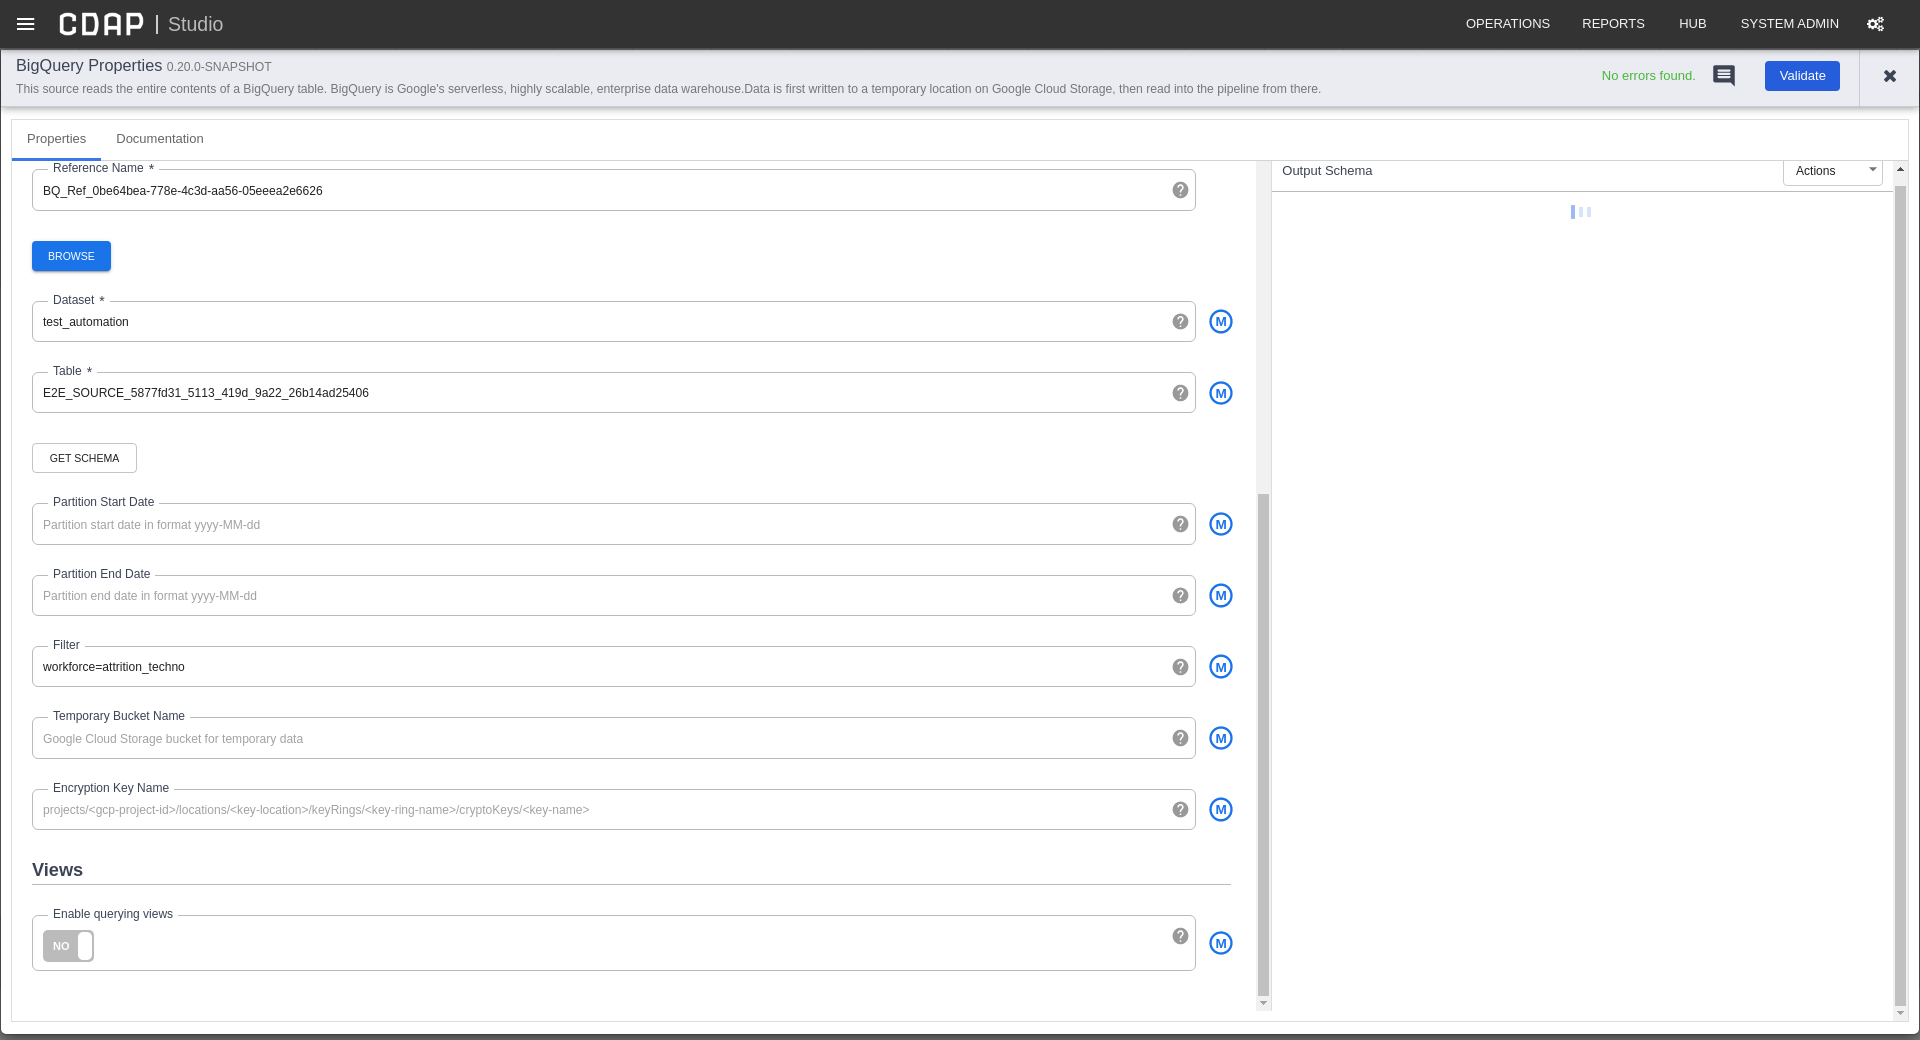 CDAP | Studio
OPERATIONS
REPORTS
HUB
SYSTEM ADMIN
BigQuery Properties 0.20.0-SNAPSHOT
This source reads the entire contents of a BigQuery table. BigQuery is Google's serverless, highly scalable, enterprise data warehouse.Data is first written to a temporary location on Google Cloud Storage, then read into the pipeline from there.
No errors found.
Validate
Properties
Documentation
Reference Name *
BQ_Ref_0be64bea-778e-4c3d-aa56-05eeea2e6626
?
BROWSE
Dataset *
test_automation
?
M
Table *
E2E_SOURCE_5877fd31_5113_419d_9a22_26b14ad25406
?
M
GET SCHEMA
Partition Start Date
Partition start date in format yyyy-MM-dd
?
M
Partition End Date
Partition end date in format yyyy-MM-dd
?
M
Filter
workforce=attrition_techno
?
M
Temporary Bucket Name
Google Cloud Storage bucket for temporary data
?
M
Encryption Key Name
projects/<gcp-project-id>/locations/<key-location>/keyRings/<key-ring-name>/cryptoKeys/<key-name>
?
M
Views
Enable querying views
NO
?
M
Output Schema
Actions